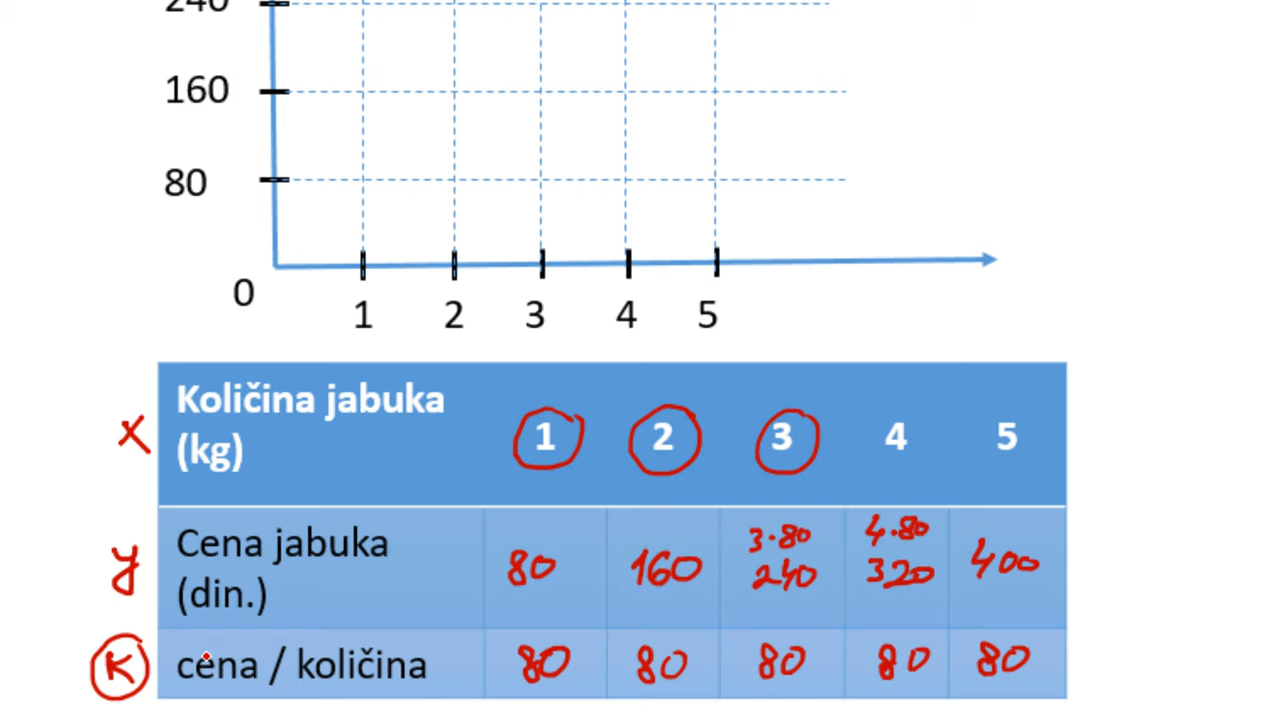 240
160
80
0
1 2 3 4 5
x Količina jabuka (kg) 1 2 3 4 5
3·80 4·80
y Cena jabuka (din.) 80 160 240 320 400
K cena / količina 80 80 80 80 80